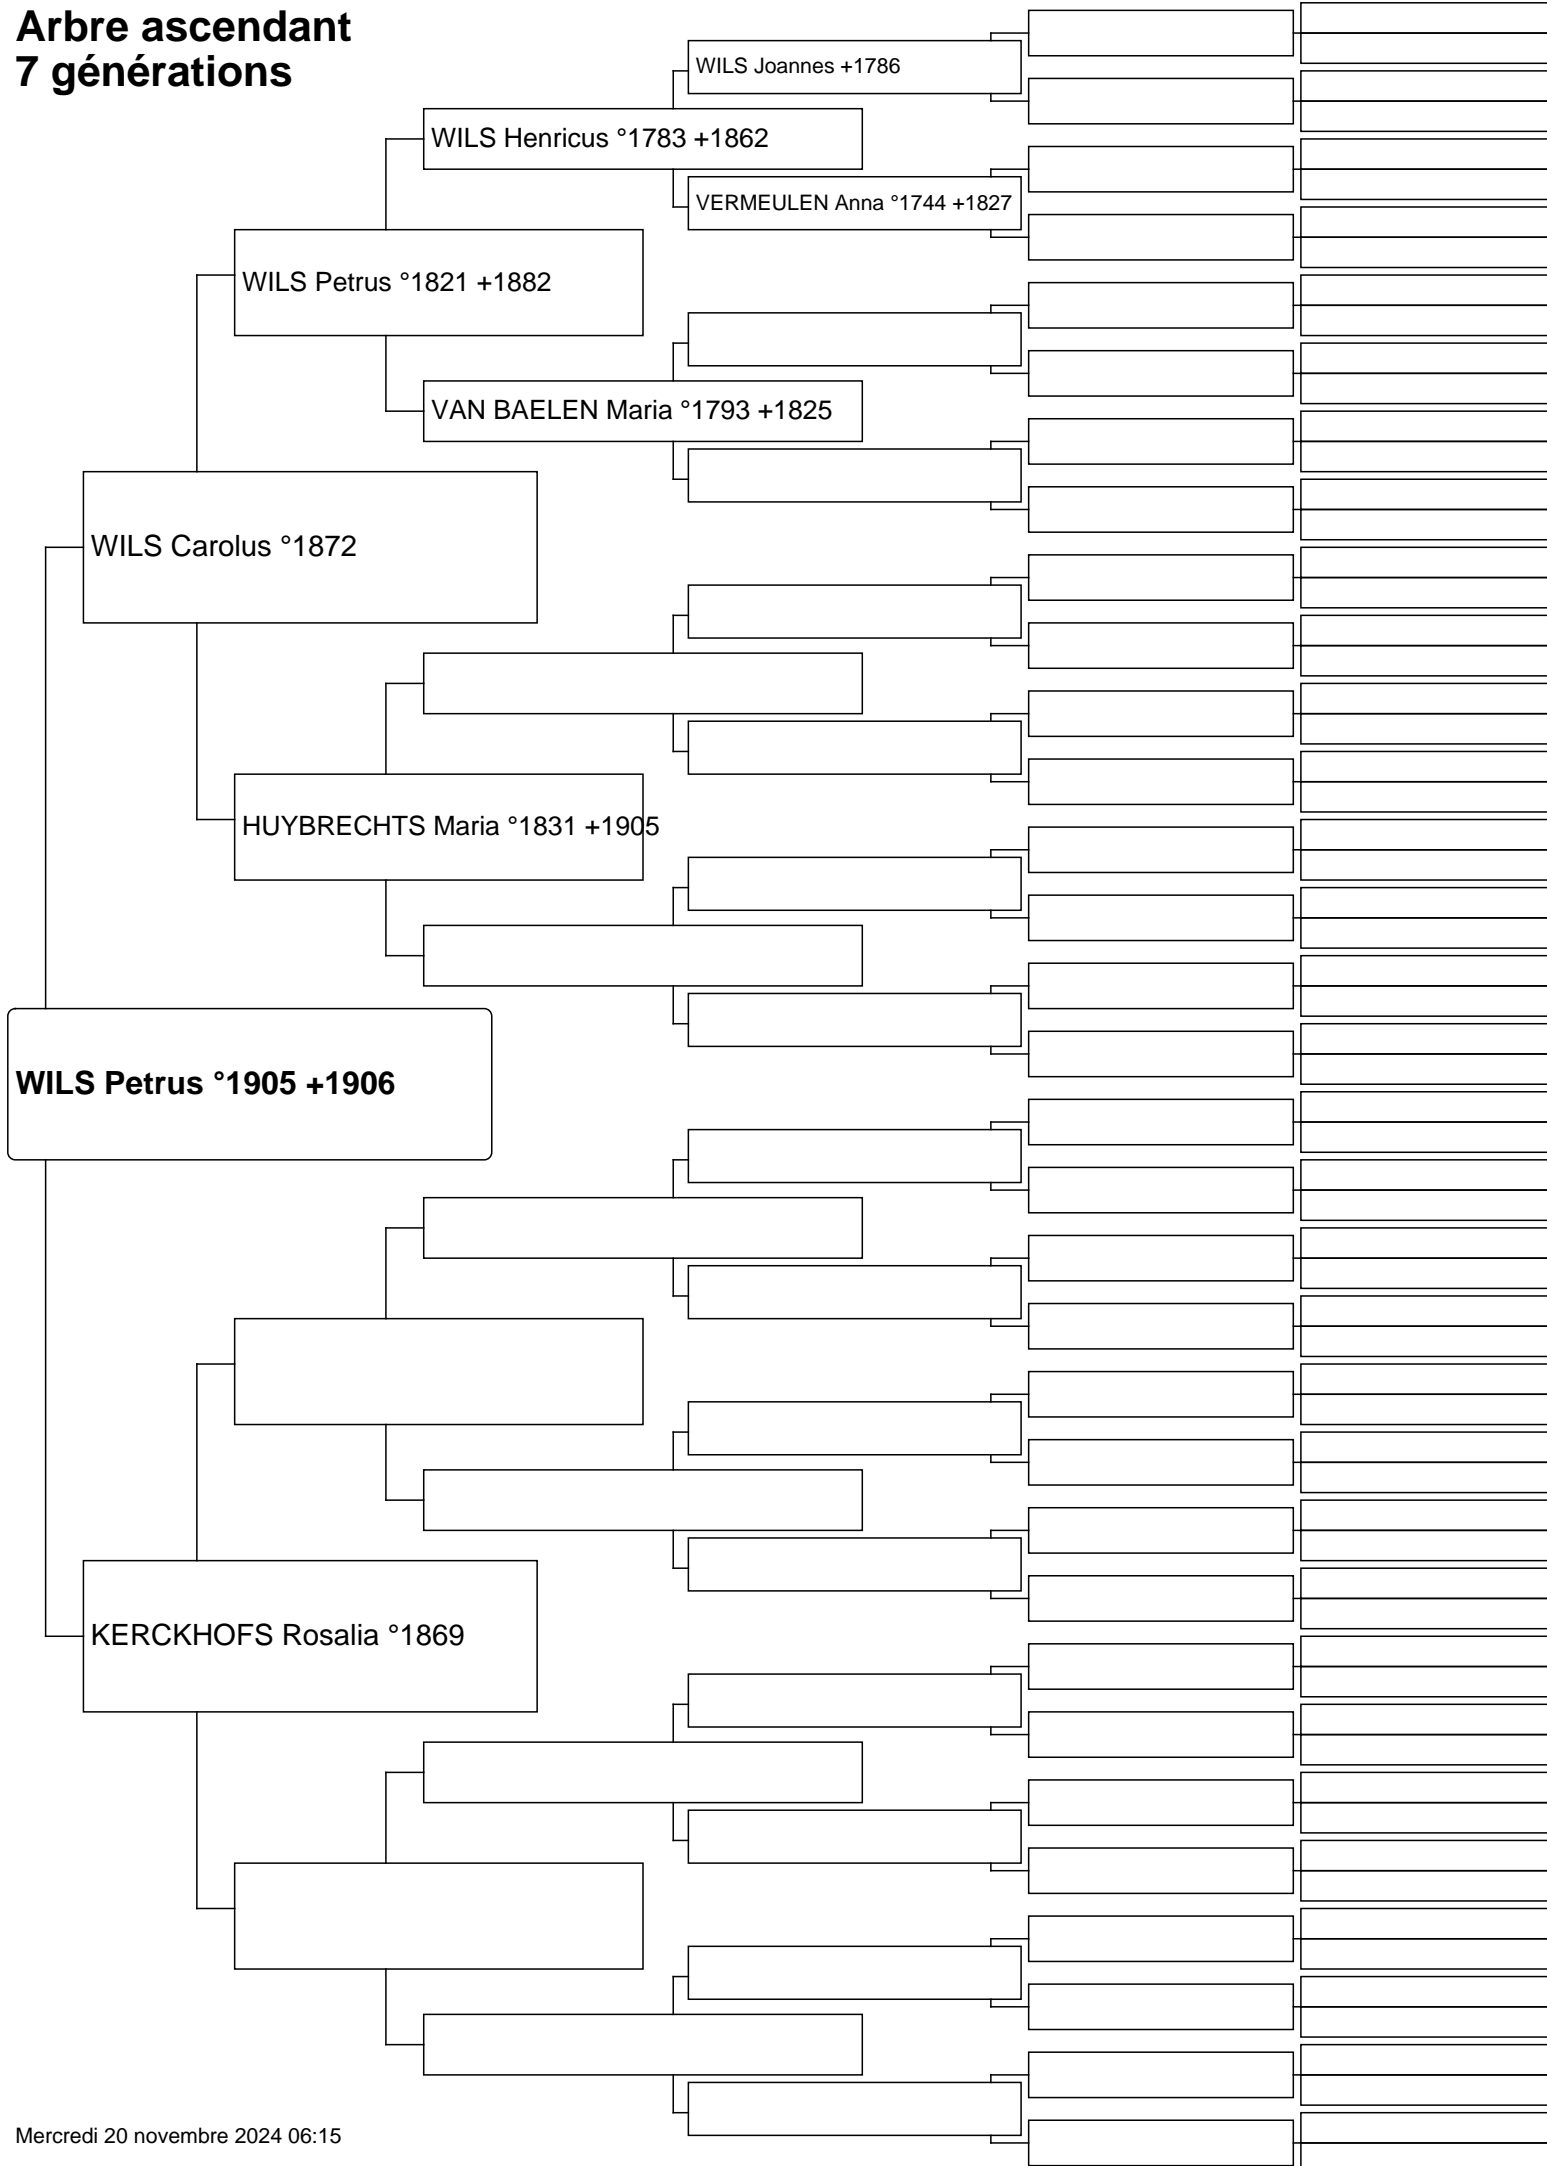 Arbre ascendant
7 générations
WILS Joannes +1786
WILS Henricus °1783 +1862
VERMEULEN Anna °1744 +1827
WILS Petrus °1821 +1882
VAN BAELEN Maria °1793 +1825
WILS Carolus °1872
HUYBRECHTS Maria °1831 +1905
WILS Petrus °1905 +1906
KERCKHOFS Rosalia °1869
Mercredi 20 novembre 2024 06:15